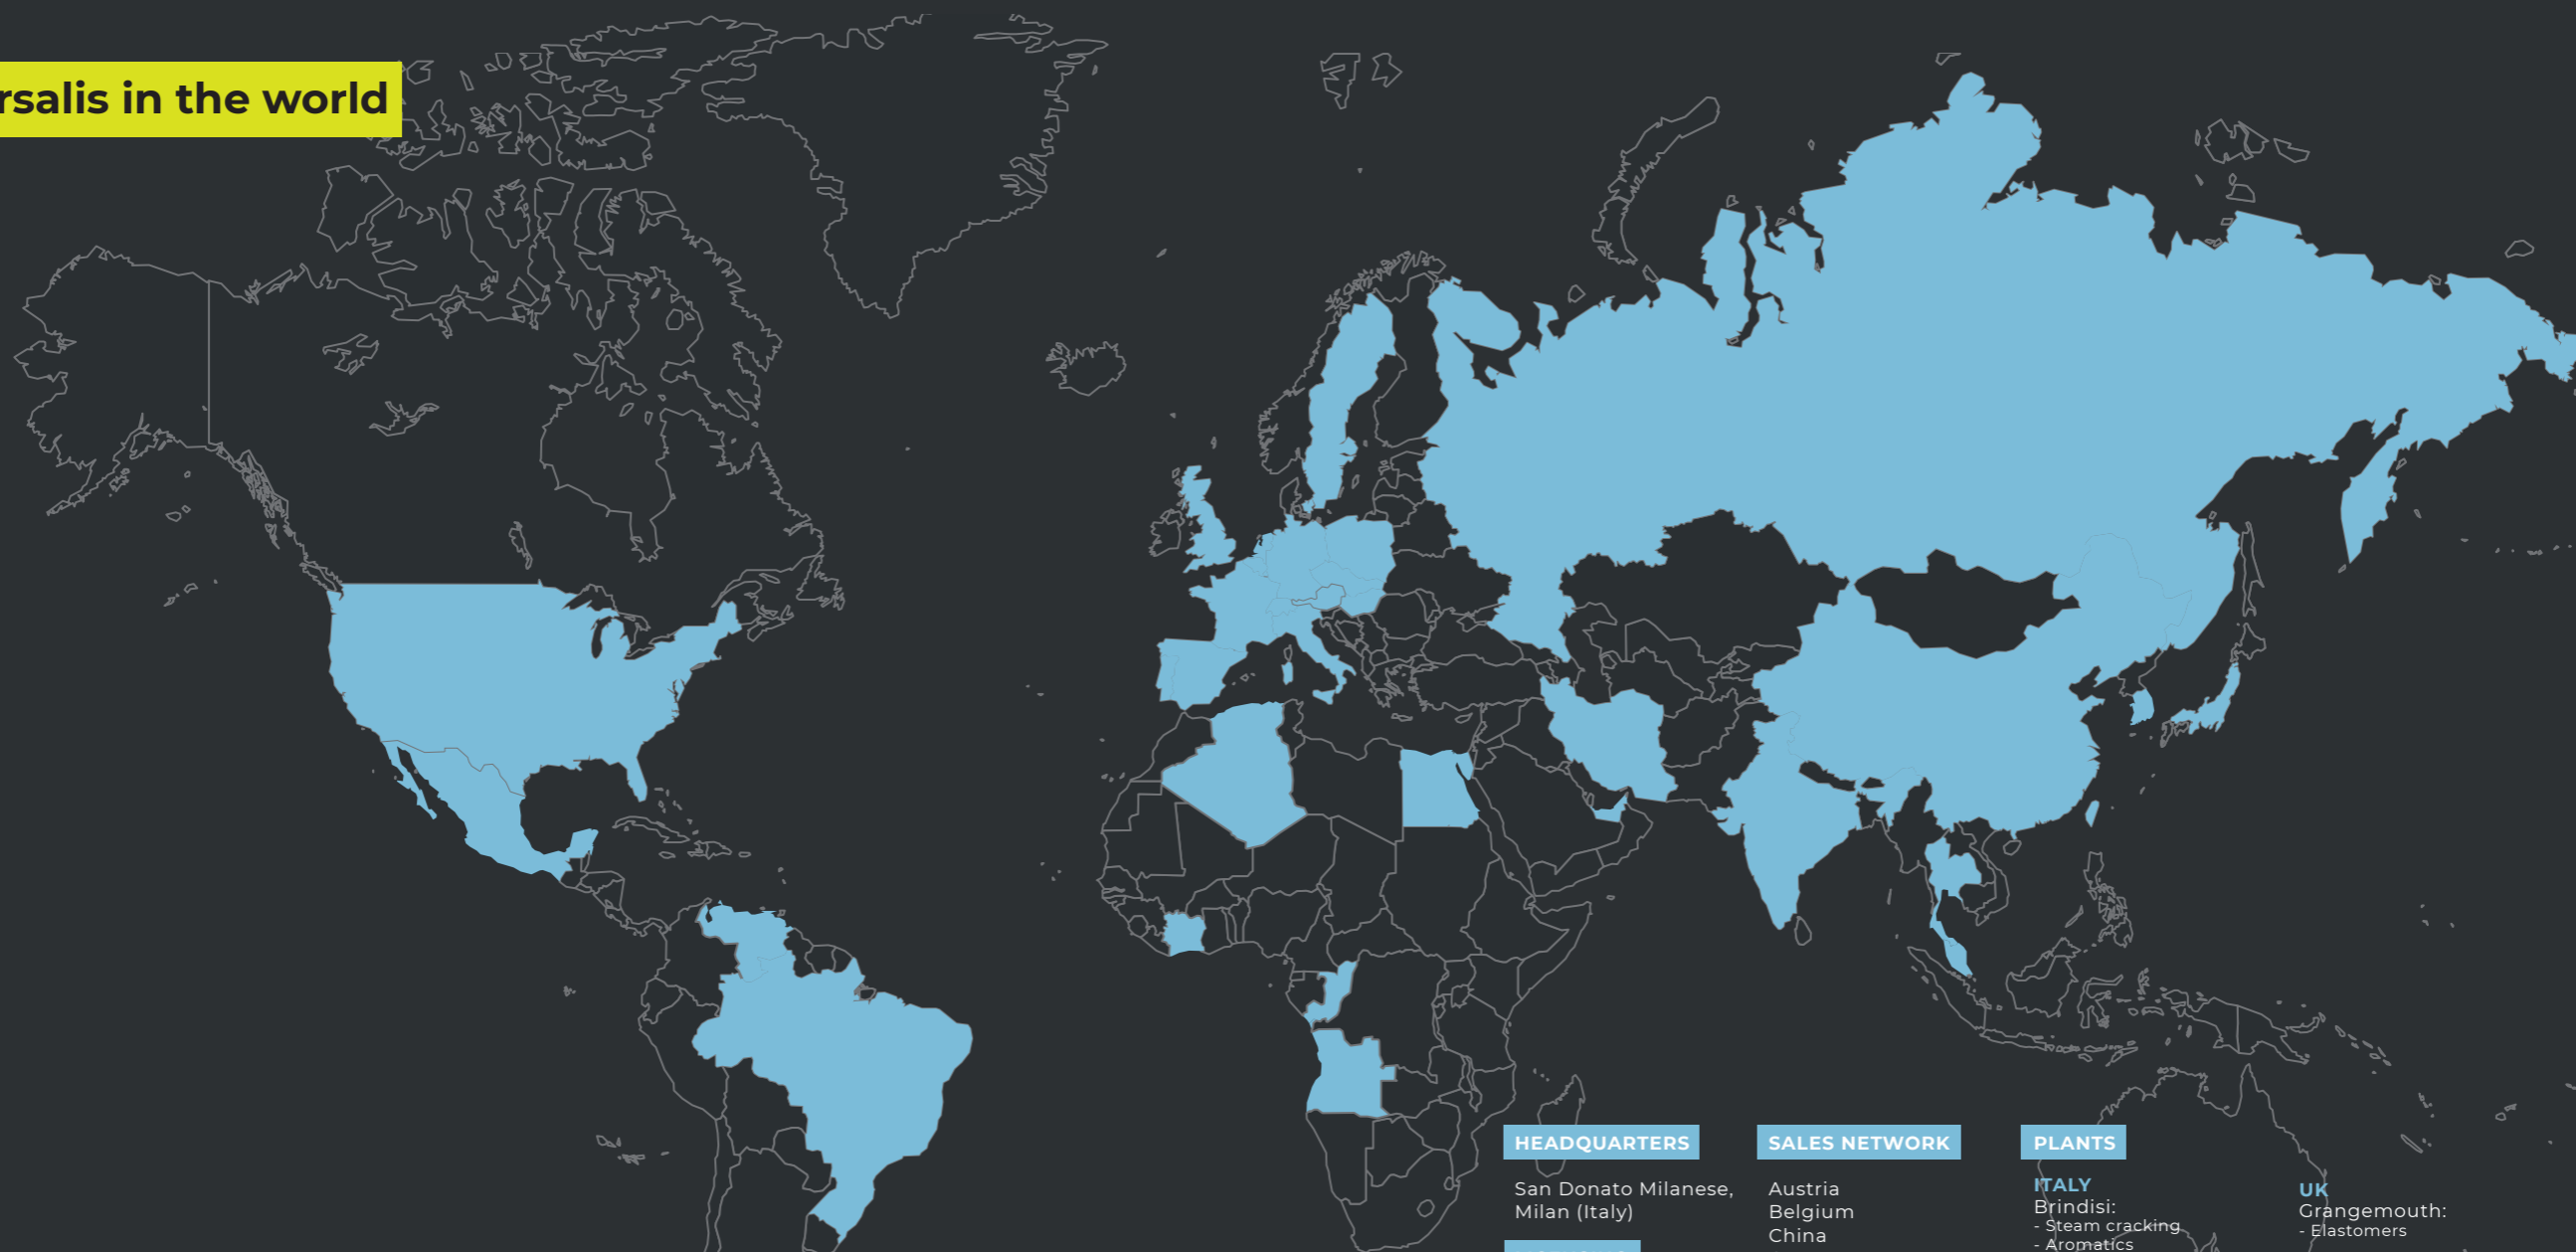 rsalis in the world
HEADQUARTERS
San Donato Milanese,
Milan (Italy)
SALES NETWORK
Austria
Belgium
China
PLANTS
ITALY
Brindisi:
- Steam cracking
- Aromatics
UK
Grangemouth:
- Elastomers